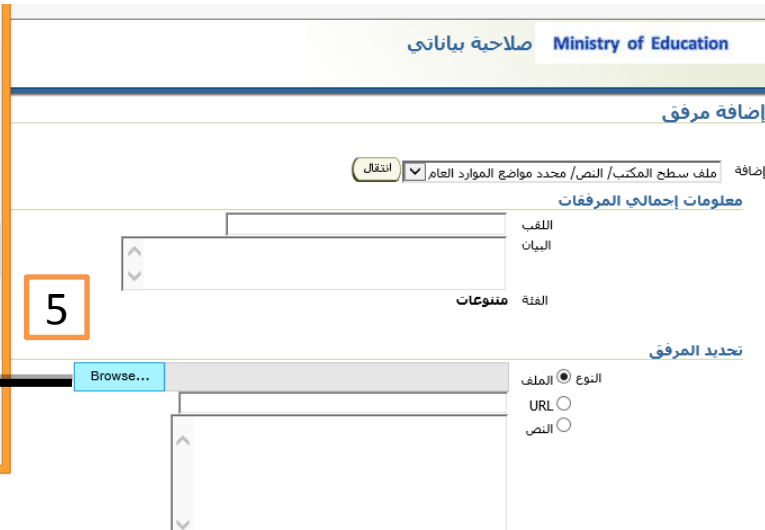 Ministry of Education صلاحية بياناتي
إضافة مرفق
إضافة ملف سطح المكتب/ النص/ محدد مواضع الموارد العام انتقال
معلومات إجمالي المرفقات
اللقب
البيان
الفئة متنوعات
5
تحديد المرفق
النوع الملف Browse...
URL
النص